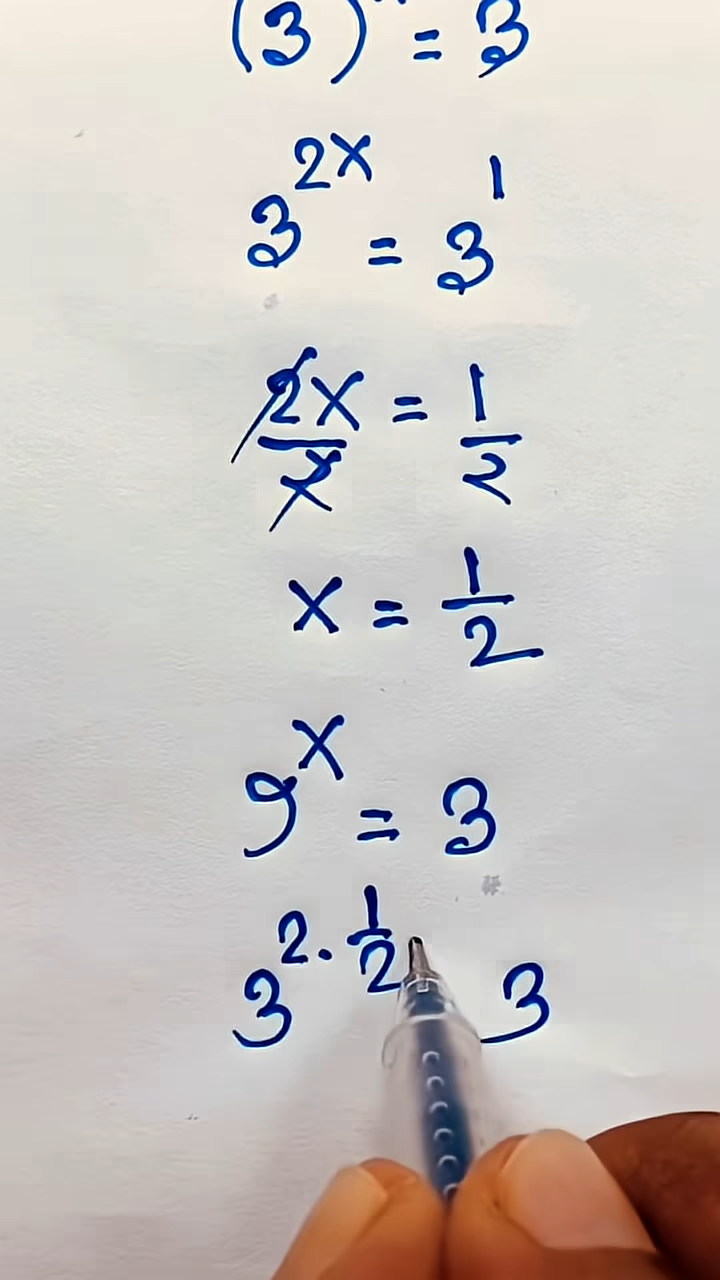 (3 )   = 3
3^2x = 3^1
2x/2 = 1/2
x = 1/2
9^x = 3
3^2·1/2   3